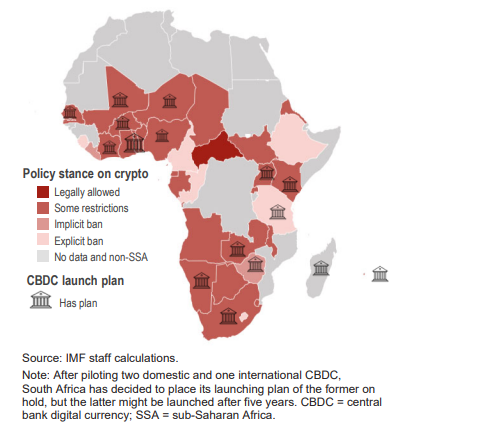 Policy stance on crypto
Legally allowed
Some restrictions
Implicit ban
Explicit ban
No data and non-SSA
CBDC launch plan
Has plan
Source: IMF staff calculations.
Note: After piloting two domestic and one international CBDC,
South Africa has decided to place its launching plan of the former on
hold, but the latter might be launched after five years. CBDC = central
bank digital currency; SSA = sub-Saharan Africa.